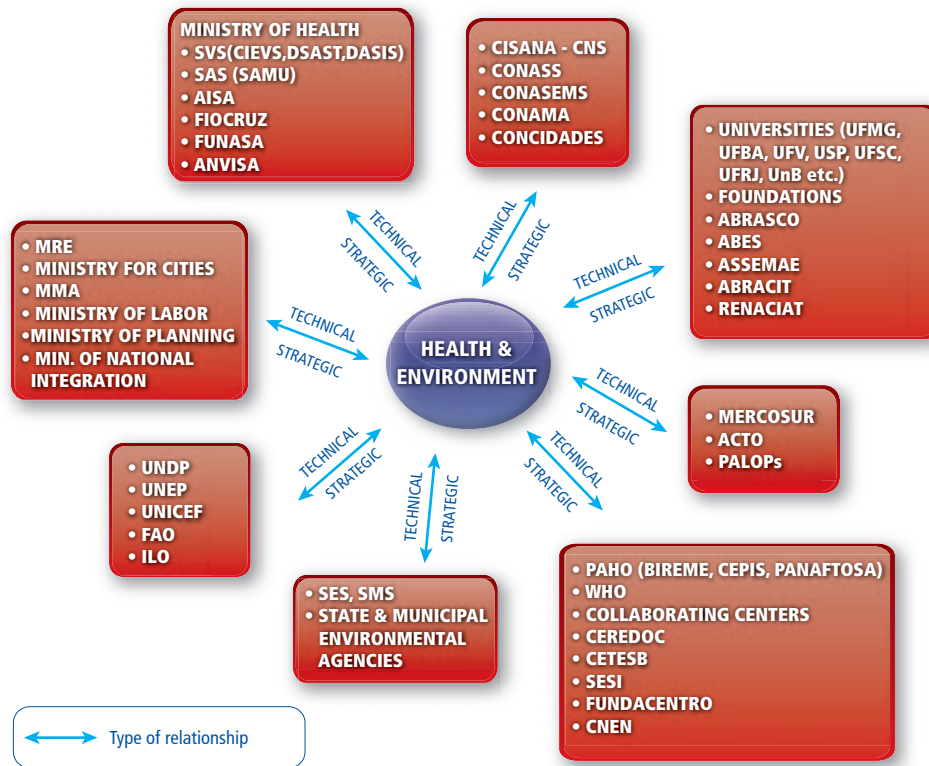 MINISTRY OF HEALTH
• SVS(CIEVS,DSAST,DASIS)
• SAS (SAMU)
• AISA
• FIOCRUZ
• FUNASA
• ANVISA
• CISANA - CNS
• CONASS
• CONASEMS
• CONAMA
• CONCIDADES
• UNIVERSITIES (UFMG,
UFBA, UFV, USP, UFSC,
UFRJ, UnB etc.)
• FOUNDATIONS
• ABRASCO
• ABES
• ASSEMAE
• ABRACIT
• RENACIAT
• MRE
• MINISTRY FOR CITIES
• MMA
• MINISTRY OF LABOR
•MINISTRY OF PLANNING
• MIN. OF NATIONAL
INTEGRATION
TECHNICAL
STRATEGIC
TECHNICAL
STRATEGIC
TECHNICAL
STRATEGIC
TECHNICAL
STRATEGIC
HEALTH &
ENVIRONMENT
TECHNICAL
STRATEGIC
TECHNICAL
STRATEGIC
TECHNICAL
STRATEGIC
TECHNICAL
STRATEGIC
• MERCOSUR
• ACTO
• PALOPs
• UNDP
• UNEP
• UNICEF
• FAO
• ILO
• SES, SMS
• STATE & MUNICIPAL
ENVIRONMENTAL
AGENCIES
• PAHO (BIREME, CEPIS, PANAFTOSA)
• WHO
• COLLABORATING CENTERS
• CEREDOC
• CETESB
• SESI
• FUNDACENTRO
• CNEN
Type of relationship